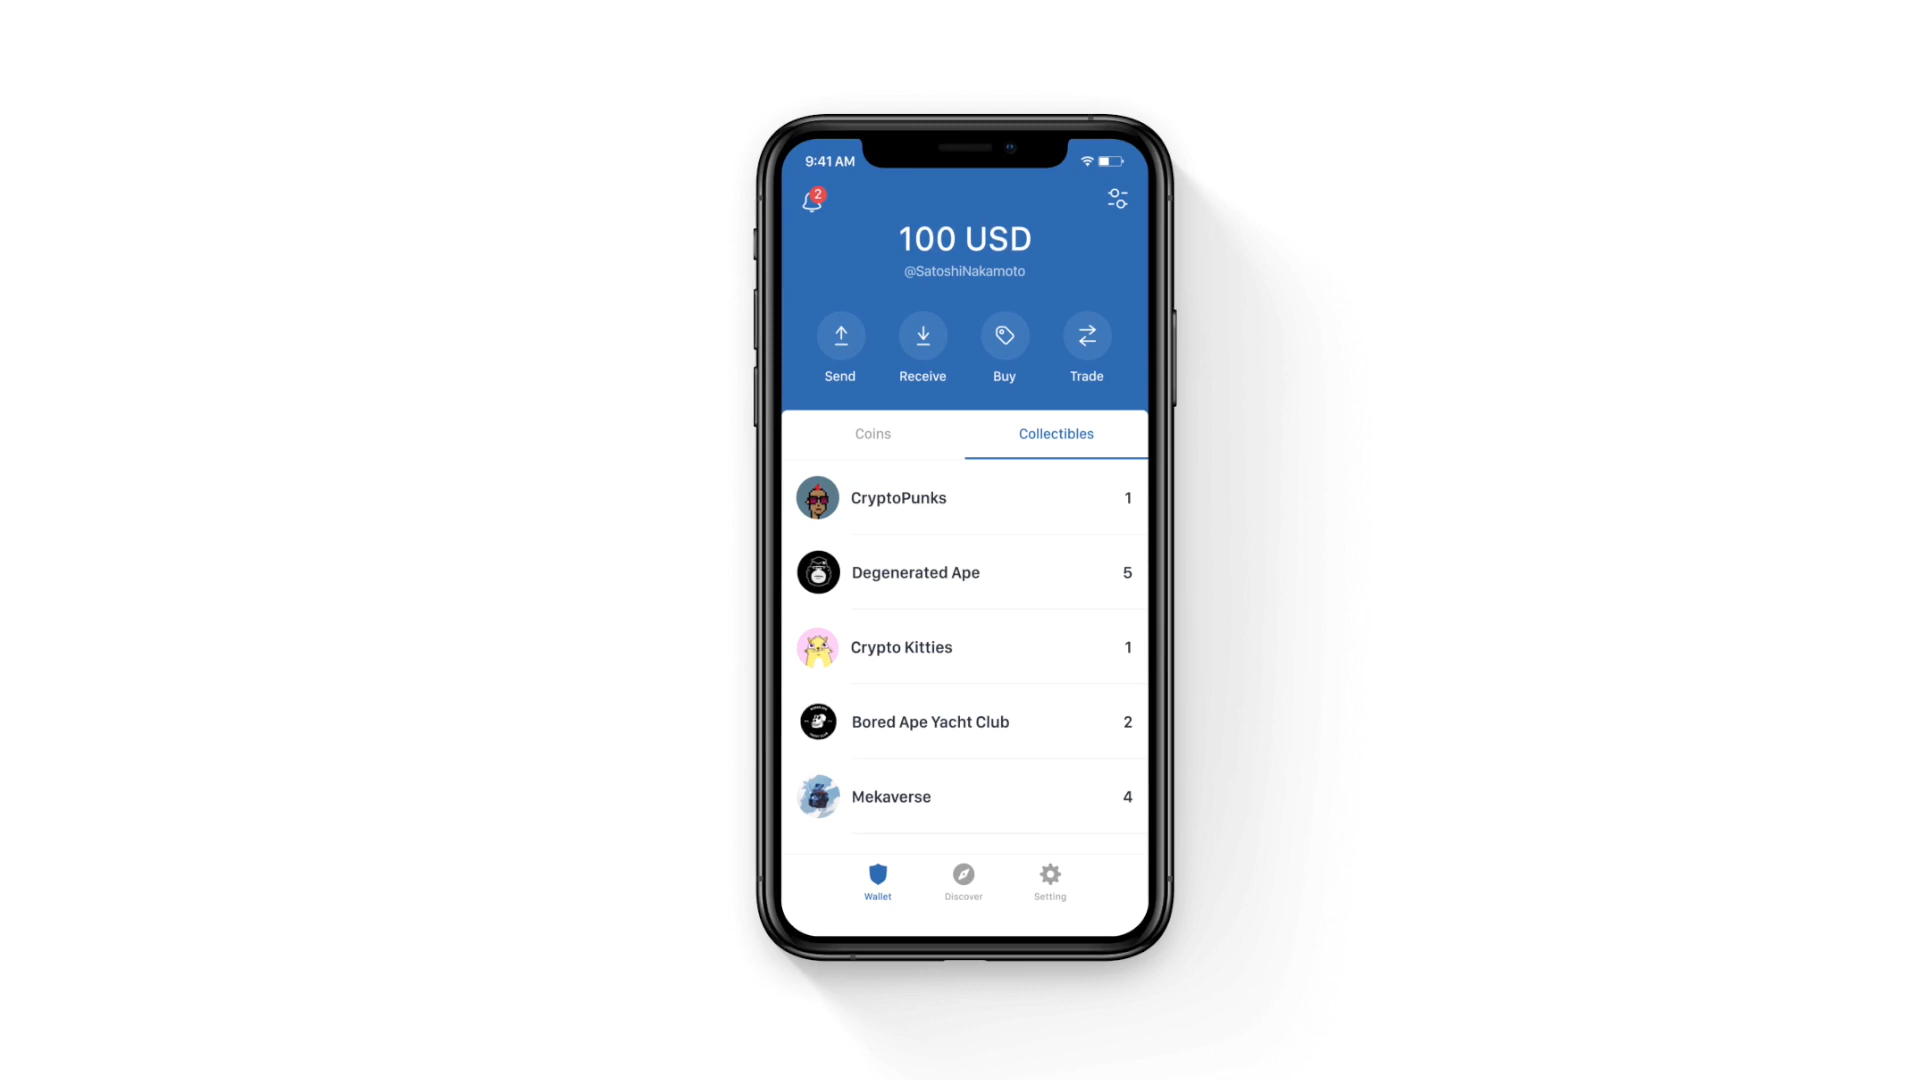 9:41 AM
2
100 USD
@SatoshiNakamoto
Send Receive Buy Trade
Coins Collectibles
CryptoPunks 1
Degenerated Ape 5
Crypto Kitties 1
Bored Ape Yacht Club 2
Mekaverse 4
Wallet Discover Setting